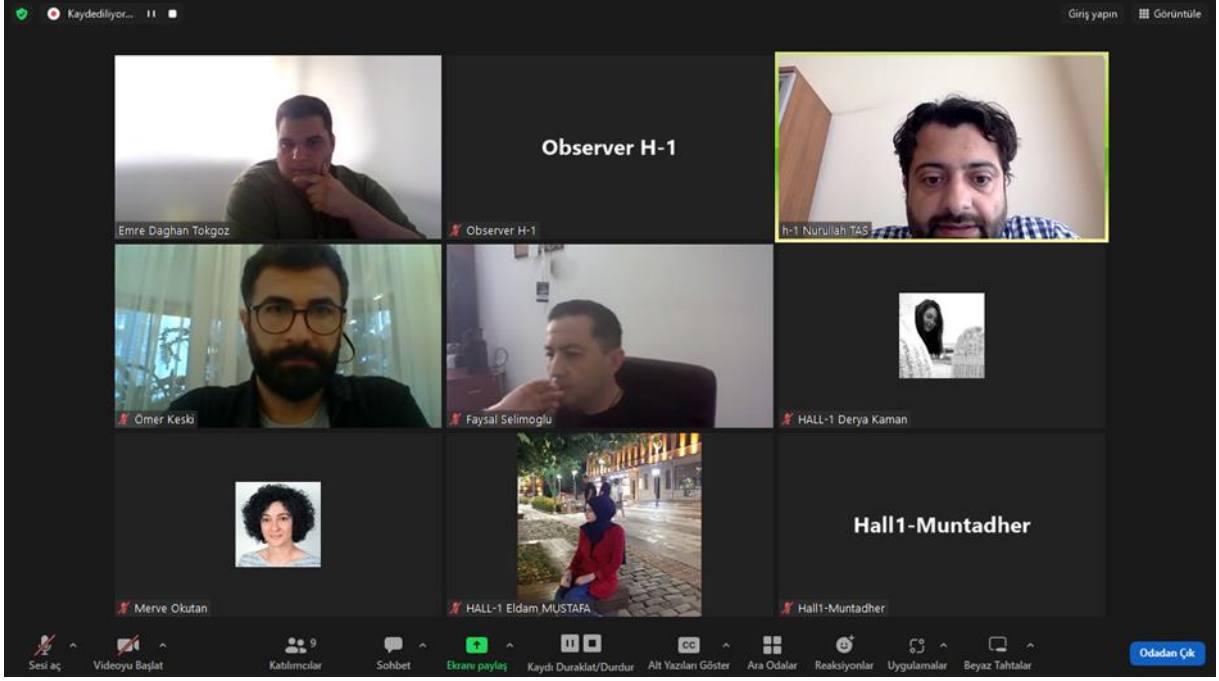 Kaydediliyor...
Giriş yapın
Görüntüle
Emre Daghan Tokgoz
Observer H-1
Observer H-1
h-1 Nurullah TAS
Ömer Keski
Faysal Selimoglu
HALL-1 Derya Kaman
Merve Okutan
HALL-1 Eldam MUSTAFA
Hall1-Muntadher
Hall1-Muntadher
Sesi aç
Videoyu Başlat
9
Katılımcılar
Sohbet
Ekranı paylaş
Kaydı Duraklat/Durdur
CC
Alt Yazıları Göster
Ara Odalar
Reaksiyonlar
Uygulamalar
Beyaz Tahtalar
Odadan Çık